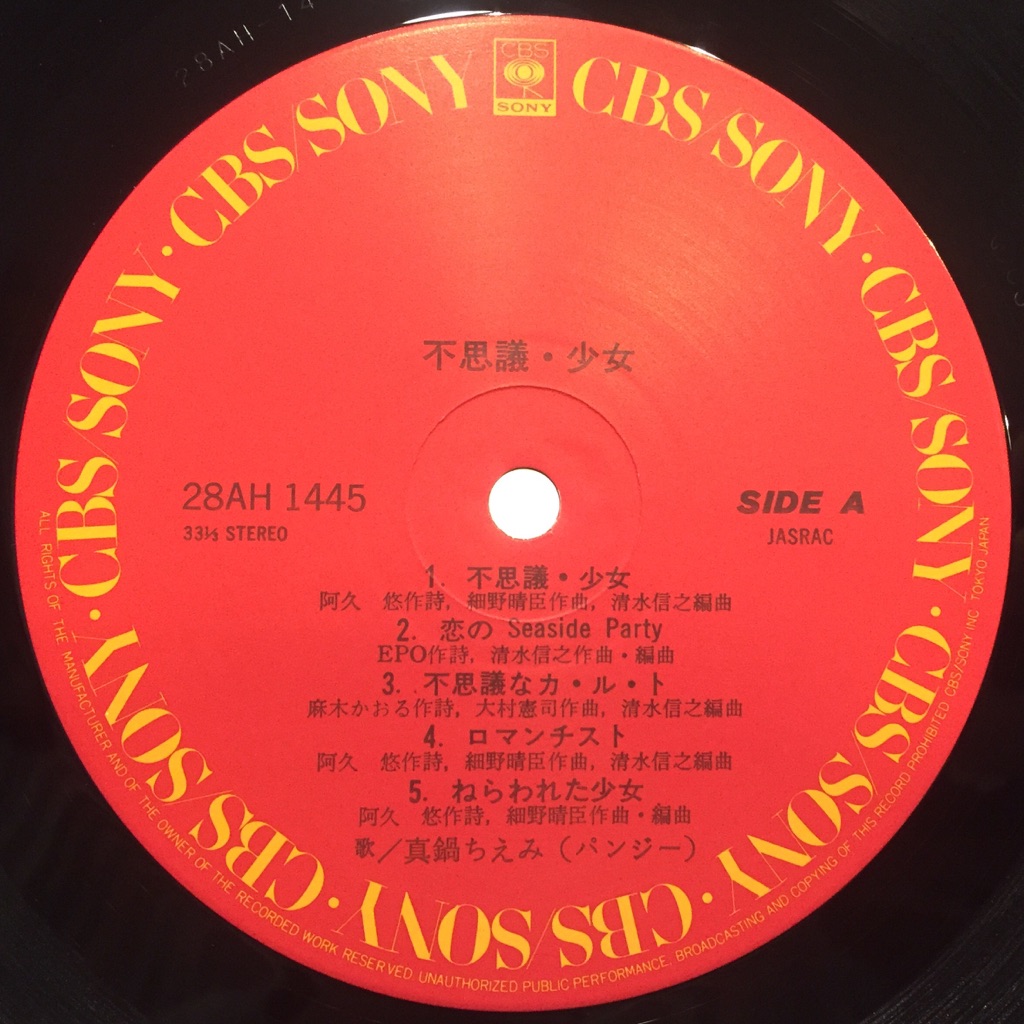 28AH-14
CBS
SONY
CBS/SONY · CBS/SONY · CBS/SONY · CBS/SONY · CBS/SONY · CBS/SONY · CBS/SONY · CBS/SONY
不思議・少女
28AH 1445
33⅓ STEREO
SIDE A
JASRAC
1. 不思議・少女
阿久 悠作詩, 細野晴臣作曲, 清水信之編曲
2. 恋の Seaside Party
EPO作詩, 清水信之作曲・編曲
3. 不思議なカ・ル・ト
麻木かおる作詩, 大村憲司作曲, 清水信之編曲
4. ロマンチスト
阿久 悠作詩, 細野晴臣作曲, 清水信之編曲
5. ねらわれた少女
阿久 悠作詩, 細野晴臣作曲・編曲
歌／真鍋ちえみ（パンジー）
ALL RIGHTS OF THE MANUFACTURER AND OF THE OWNER OF THE RECORDED WORK RESERVED. UNAUTHORIZED PUBLIC PERFORMANCE, BROADCASTING AND COPYING OF THIS RECORD PROHIBITED CBS/SONY INC. TOKYO JAPAN